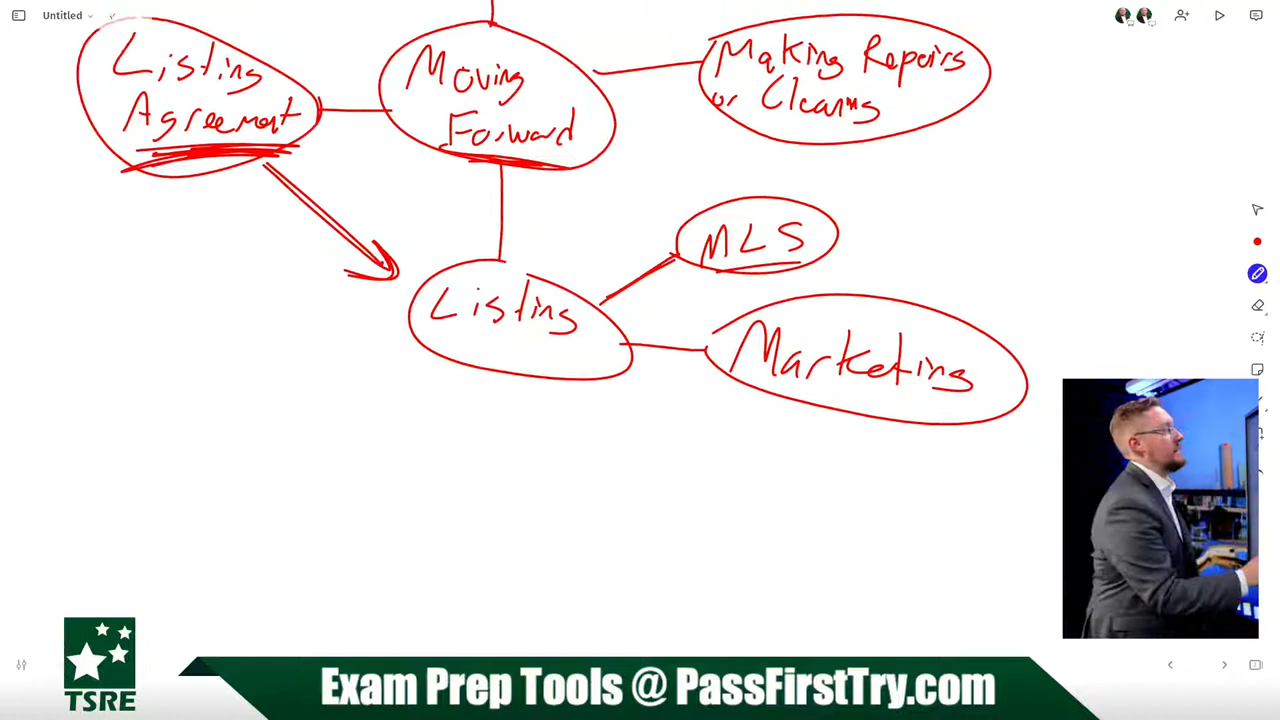 Untitled
Listing
Agreement
Moving
Forward
Making Repairs
or Cleaning
MLS
Listing
Marketing
TSRE
Exam Prep Tools @ PassFirstTry.com